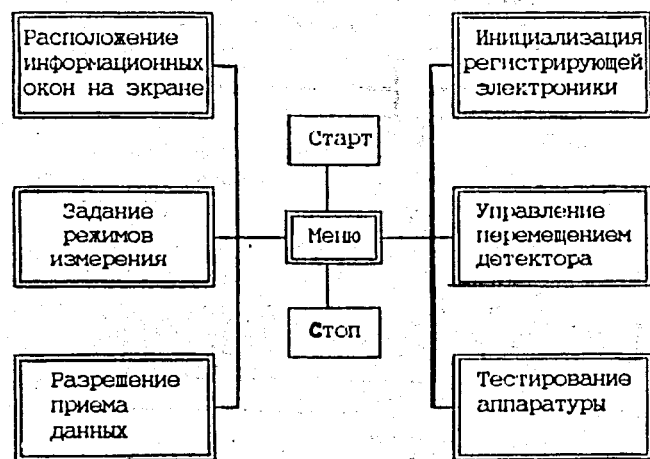 Расположение
информационных
окон на экране
Задание
режимов
измерения
Разрешение
приема
данных
Старт
Меню
Стоп
Инициализация
регистрирующей
электроники
Управление
перемещением
детектора
Тестирование
аппаратуры